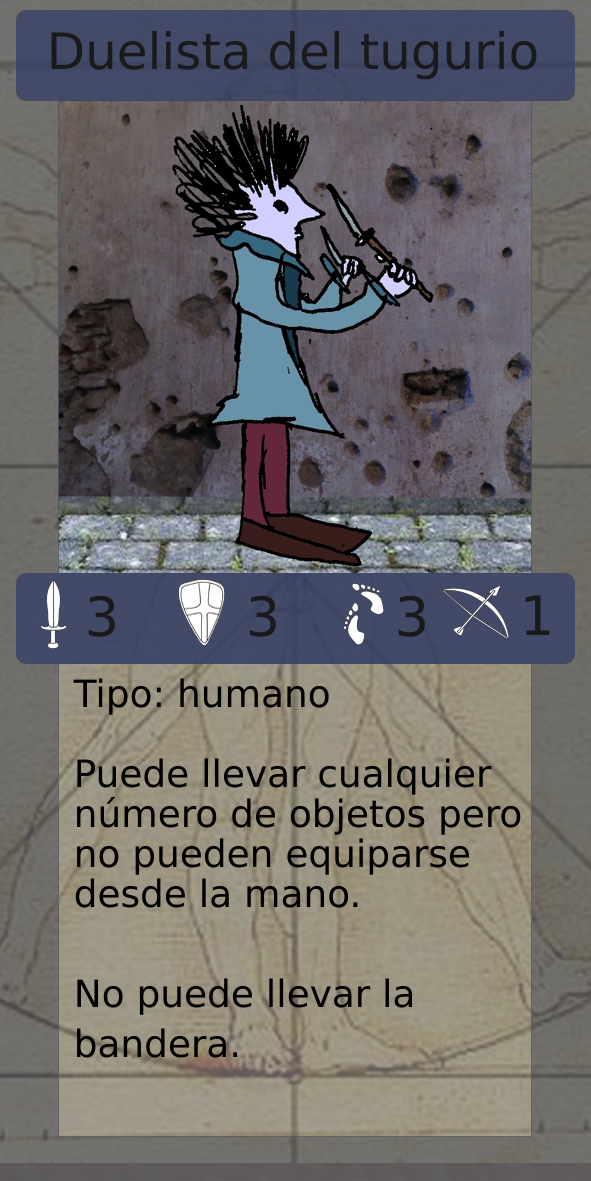 Duelista del tugurio
3 3 3 1
Tipo: humano
Puede llevar cualquier
número de objetos pero
no pueden equiparse
desde la mano.
No puede llevar la
bandera.